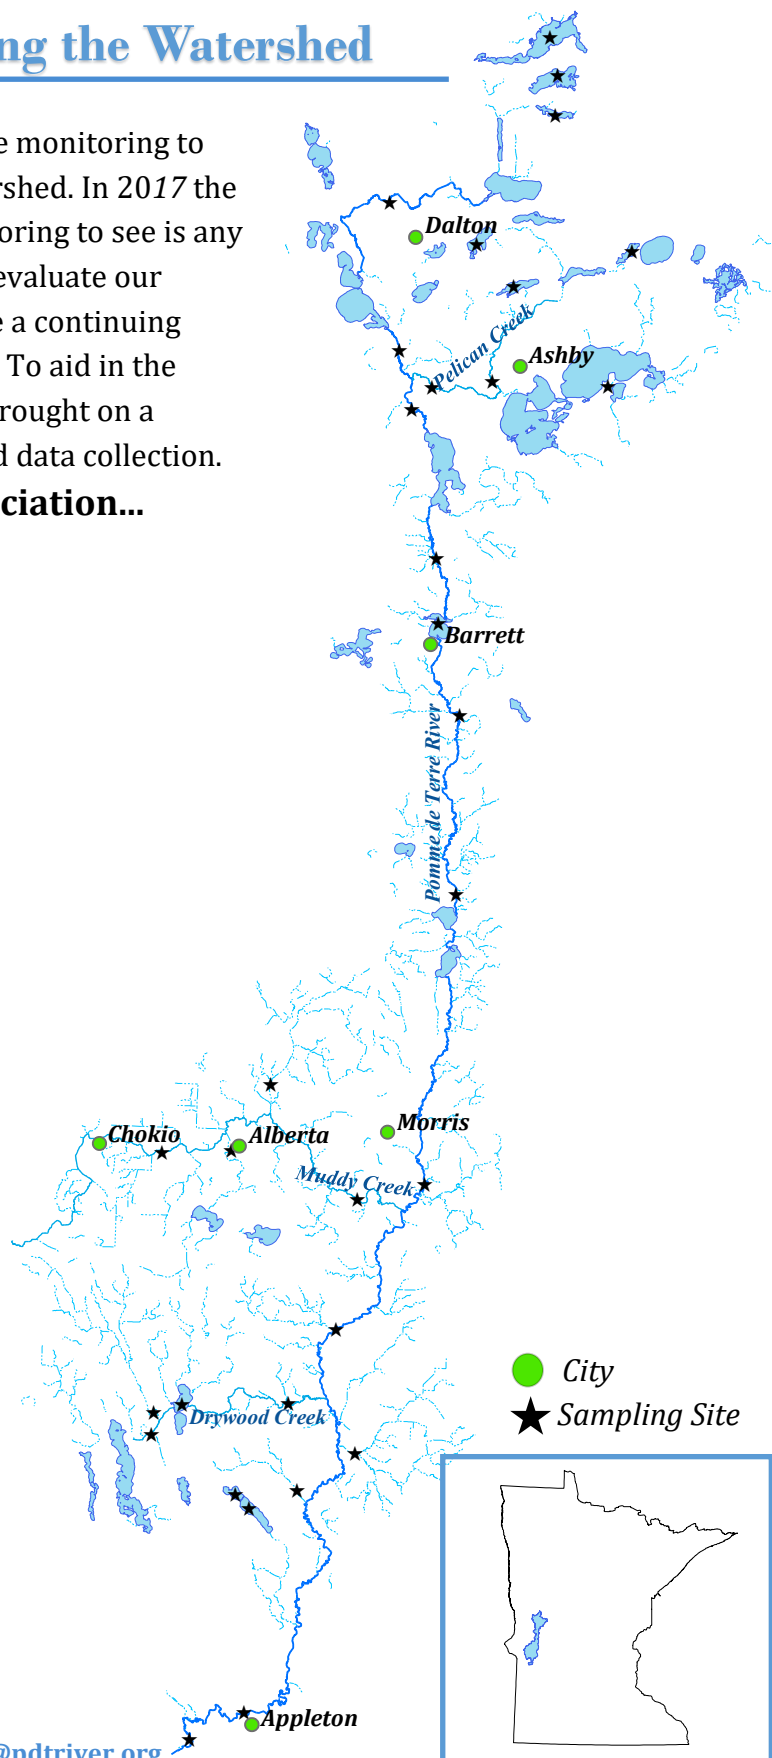 ng the Watershed
e monitoring to
rshed. In 2017 the
oring to see is any
evaluate our
e a continuing
To aid in the
rought on a
d data collection.
ciation...
Dalton
Pelican Creek
Ashby
Barrett
Pomme de Terre River
Chokio
Alberta
Morris
Muddy Creek
City
Sampling Site
Drywood Creek
Appleton
@pdtriver.org